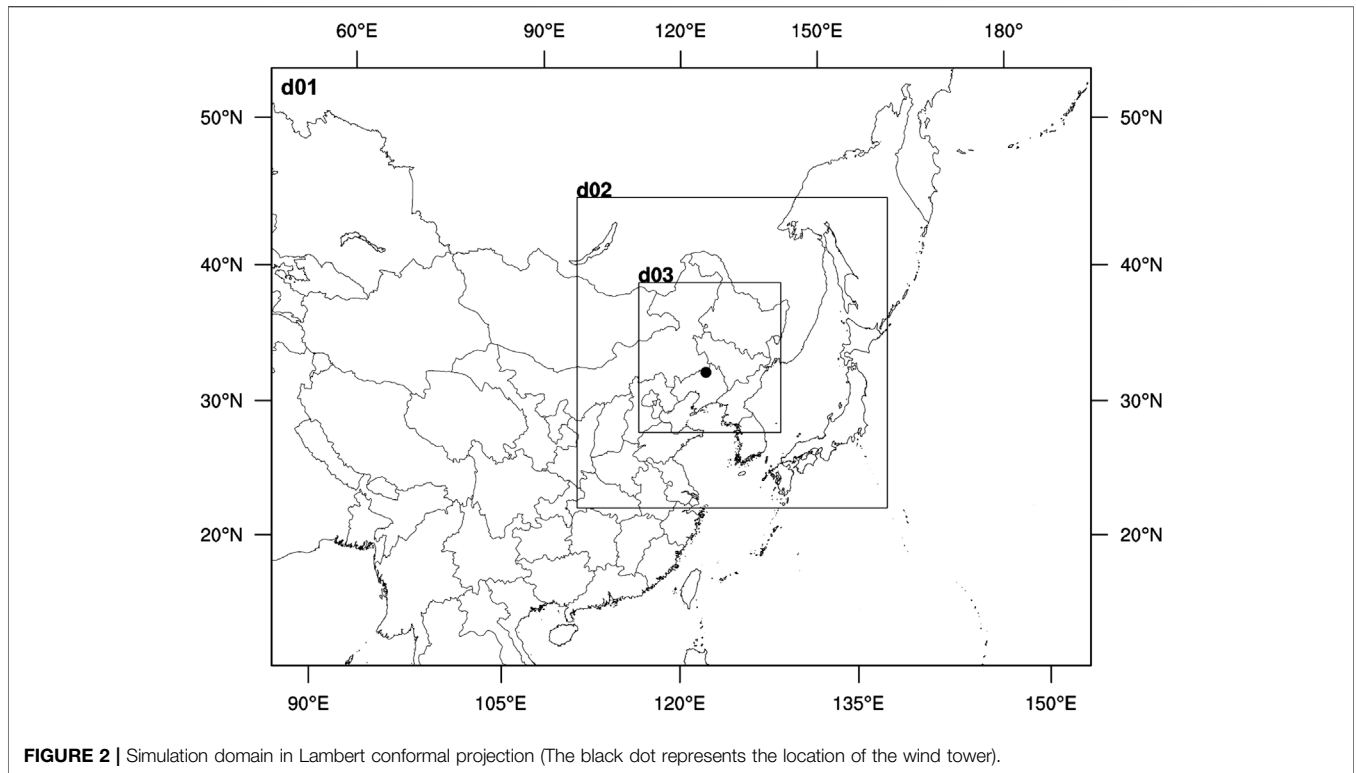 60°E 90°E 120°E 150°E 180°
d01
50°N 50°N
d02
40°N 40°N
d03
30°N 30°N
20°N 20°N
90°E 105°E 120°E 135°E 150°E
FIGURE 2 | Simulation domain in Lambert conformal projection (The black dot represents the location of the wind tower).